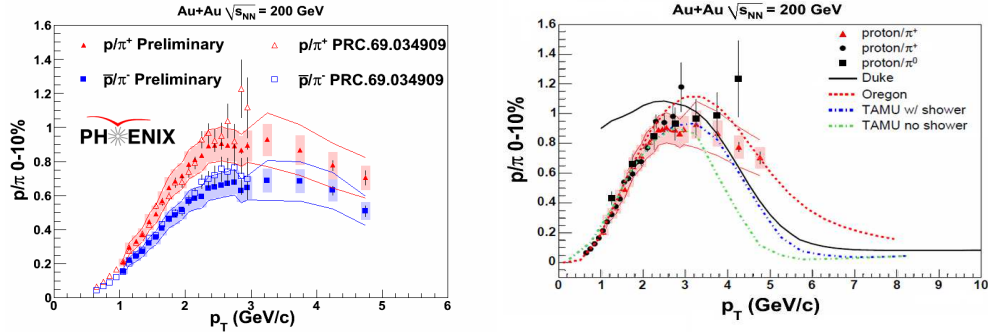 Au+Au √sNN = 200 GeV
p/π 0-10%
1.6
1.4
1.2
1
0.8
0.6
0.4
0.2
0
p/π+ Preliminary
p/π+ PRC.69.034909
p̅/π- Preliminary
p̅/π- PRC.69.034909
PHENIX
0 1 2 3 4 5 6
pT (GeV/c)
Au+Au √sNN = 200 GeV
p/π 0-10%
1.6
1.4
1.2
1
0.8
0.6
0.4
0.2
0
proton/π+
proton/π+
proton/π0
Duke
Oregon
TAMU w/ shower
TAMU no shower
0 1 2 3 4 5 6 7 8 9 10
pT (GeV/c)